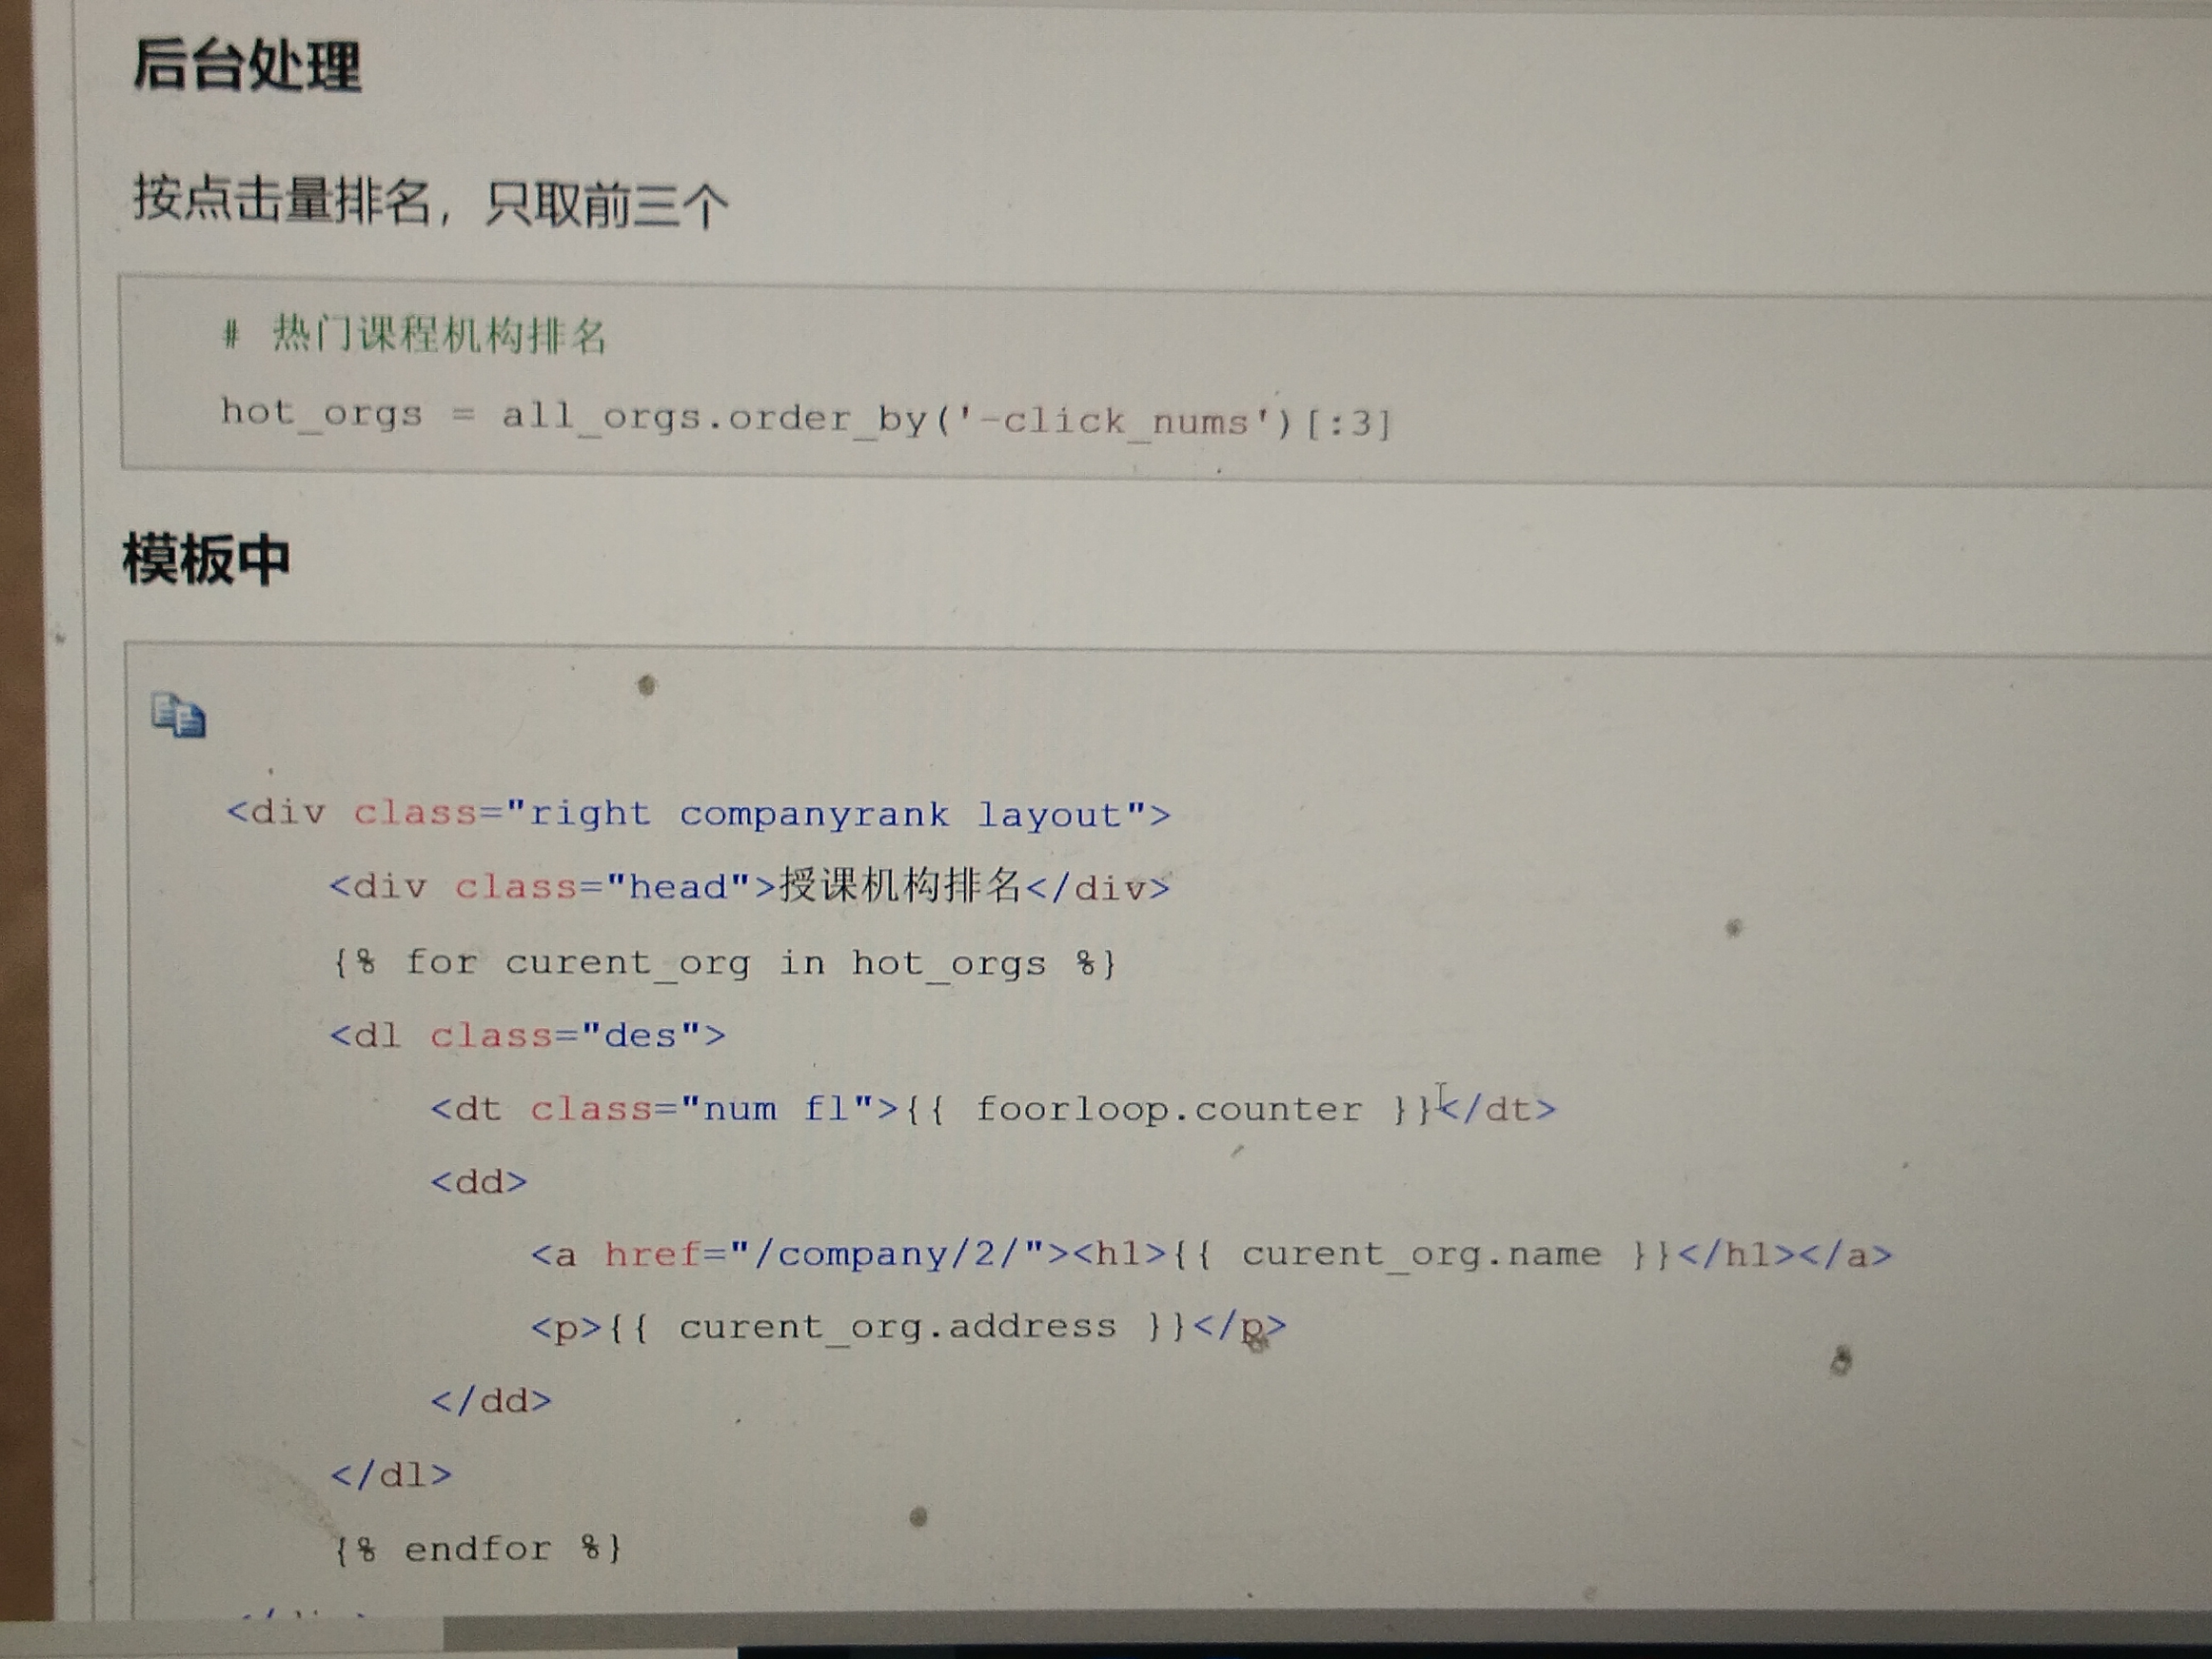 后台处理
按点击量排名，只取前三个
# 热门课程机构排名
hot_orgs = all_orgs.order_by('-click_nums')[:3]
模板中
<div class="right companyrank layout">
<div class="head">授课机构排名</div>
{% for curent_org in hot_orgs %}
<dl class="des">
<dt class="num fl">{{ foorloop.counter }}</dt>
<dd>
<a href="/company/2/"><h1>{{ curent_org.name }}</h1></a>
<p>{{ curent_org.address }}</p>
</dd>
</dl>
{% endfor %}